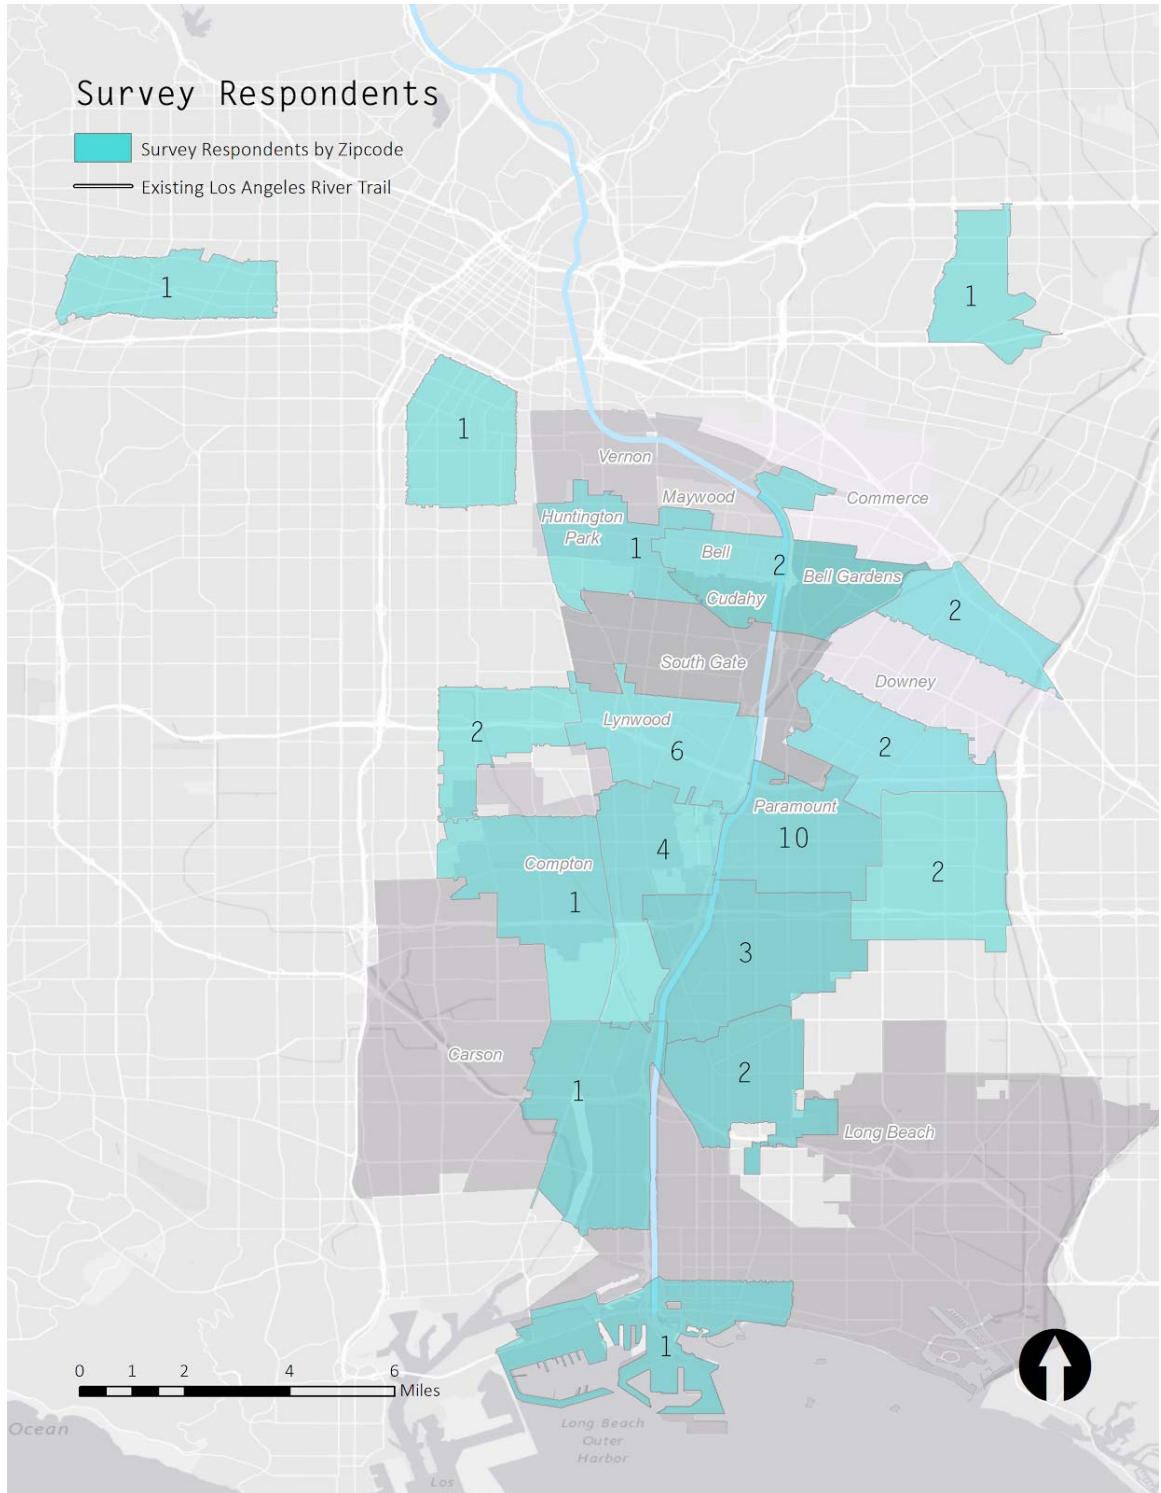 Survey Respondents
Survey Respondents by Zipcode
Existing Los Angeles River Trail
1
1
1
Vernon
Maywood
Commerce
Huntington
Park
1
Bell
2
Bell Gardens
Cudahy
2
South Gate
Downey
Lynwood
2
6
2
Paramount
10
4
Compton
2
1
3
Carson
2
1
Long Beach
1
0 1 2 4 6
Miles
Ocean
Long Beach
Outer
Harbor
Los